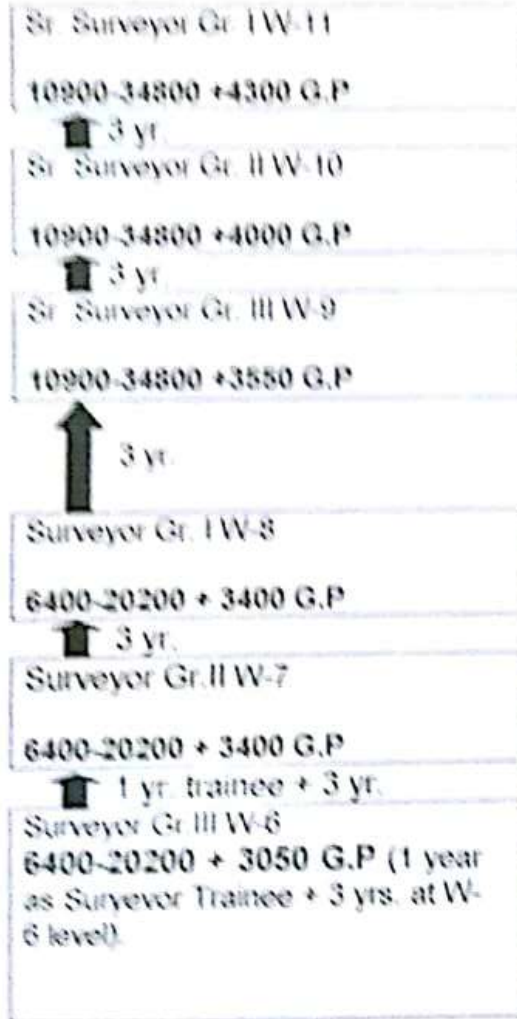 Sr. Surveyor Gr. I W-11
10900-34800 +4300 G.P
3 yr.
Sr. Surveyor Gr. II W-10
10900-34800 +4000 G.P
3 yr.
Sr. Surveyor Gr. III W-9
10900-34800 +3550 G.P
3 yr.
Surveyor Gr. I W-8
6400-20200 + 3400 G.P
3 yr.
Surveyor Gr.II W-7
6400-20200 + 3400 G.P
1 yr. trainee + 3 yr.
Surveyor Gr.III W-6
6400-20200 + 3050 G.P (1 year
as Suryevor Trainee + 3 yrs. at W-
6 level).